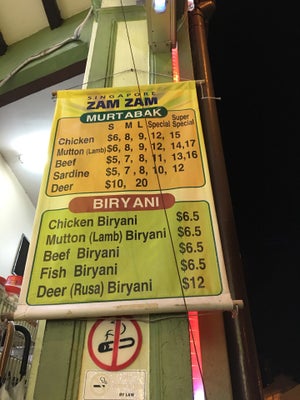 SINGAPORE
ZAM ZAM
MURTABAK
S M L Special Super Special
Chicken $6, 8, 9, 12, 15
Mutton (Lamb) $6, 8, 9, 12, 14,17
Beef $5, 7, 8, 11, 13,16
Sardine $5, 7, 8, 10, 12
Deer $10, 20
BIRYANI
Chicken Biryani $6.5
Mutton (Lamb) Biryani $6.5
Beef Biryani $6.5
Fish Biryani $6.5
Deer (Rusa) Biryani $12
BY LAW